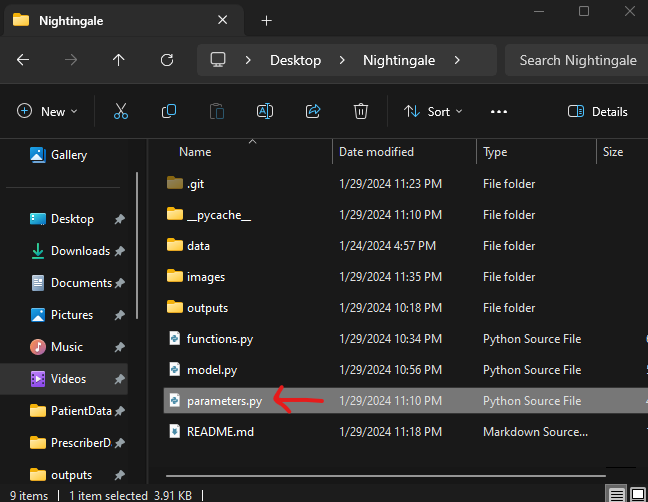 Nightingale
Desktop Nightingale Search Nightingale
New Sort Details
Name Date modified Type Size
Gallery
Desktop
Downloads
Documents
Pictures
Music
Videos
PatientData
PrescriberD
outputs
.git 1/29/2024 11:23 PM File folder
__pycache__ 1/29/2024 11:10 PM File folder
data 1/24/2024 4:57 PM File folder
images 1/29/2024 11:35 PM File folder
outputs 1/29/2024 10:18 PM File folder
functions.py 1/29/2024 10:34 PM Python Source File
model.py 1/29/2024 10:56 PM Python Source File
parameters.py 1/29/2024 11:10 PM Python Source File
README.md 1/29/2024 11:18 PM Markdown Source...
9 items 1 item selected 3.91 KB